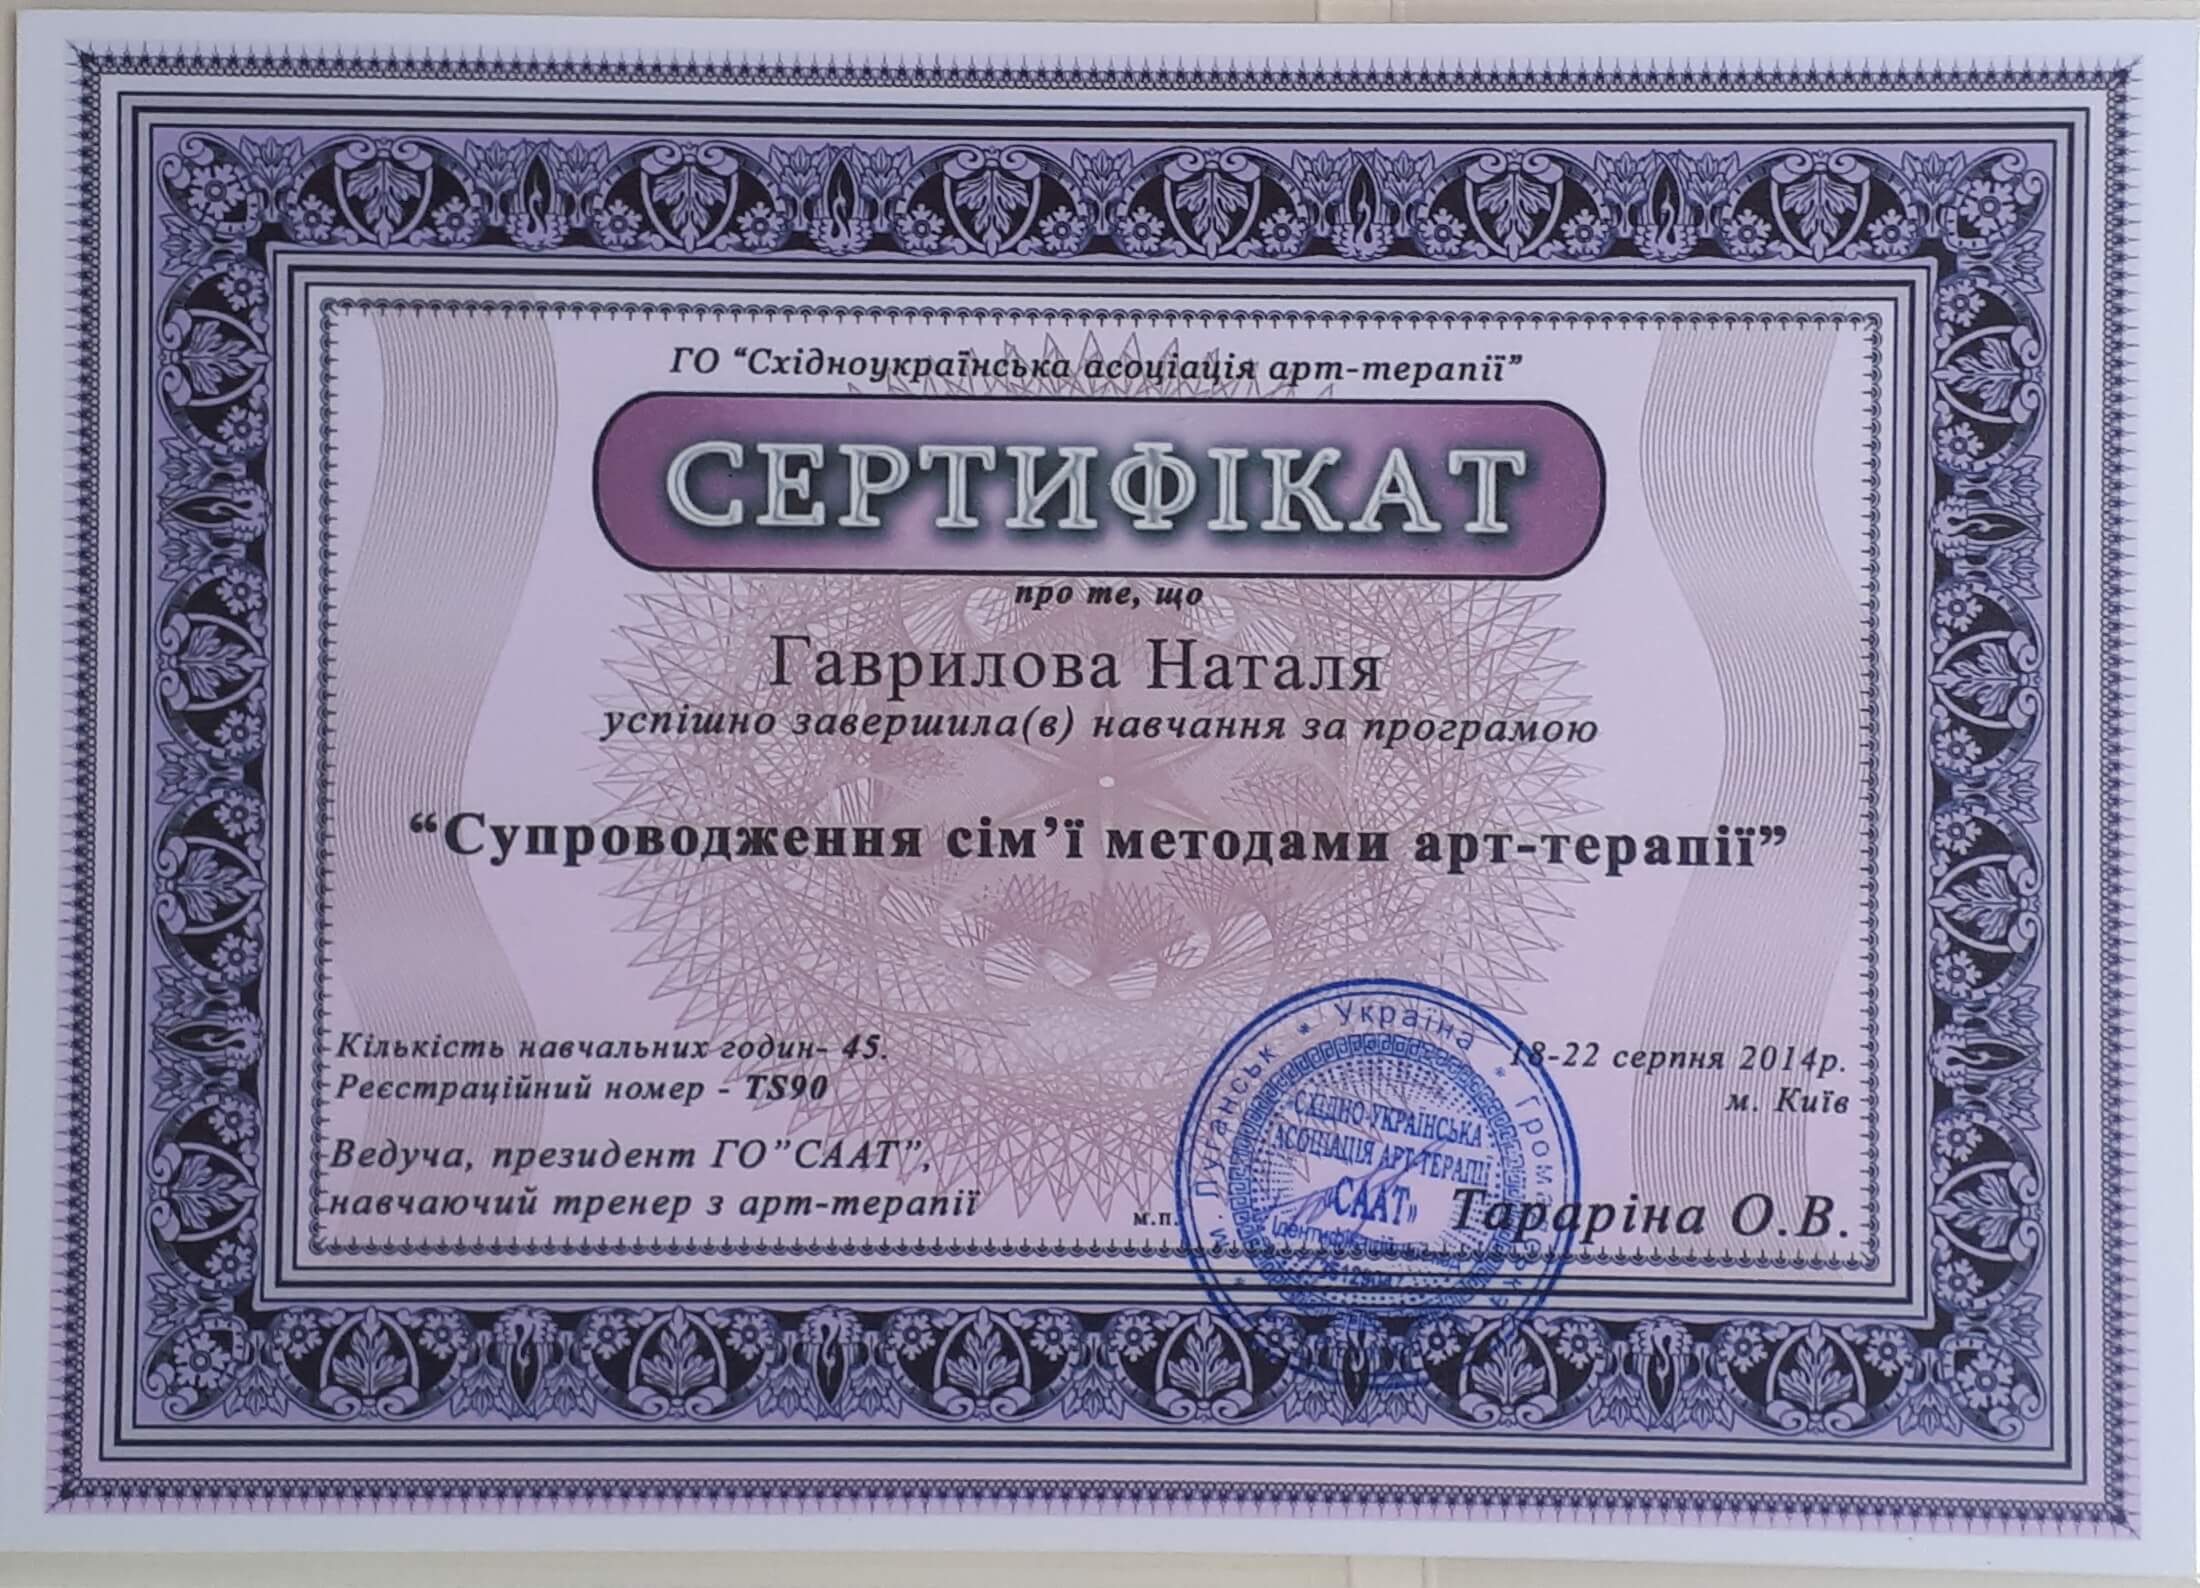 ГО “Східноукраїнська асоціація арт-терапії”
СЕРТИФІКАТ
про те, що
Гаврилова Наталя
успішно завершила(в) навчання за програмою
“Супроводження сім’ї методами арт-терапії”
Кількість навчальних годин- 45.
Реєстраційний номер - TS90
18-22 серпня 2014р.
м. Київ
Ведуча, президент ГО”СААТ”,
навчаючий тренер з арт-терапії
м.п.
Тараріна О.В.
м. Луганськ * Україна *
СХІДНО-УКРАЇНСЬКА
АСОЦІАЦІЯ АРТ-ТЕРАПІЇ
«СААТ»